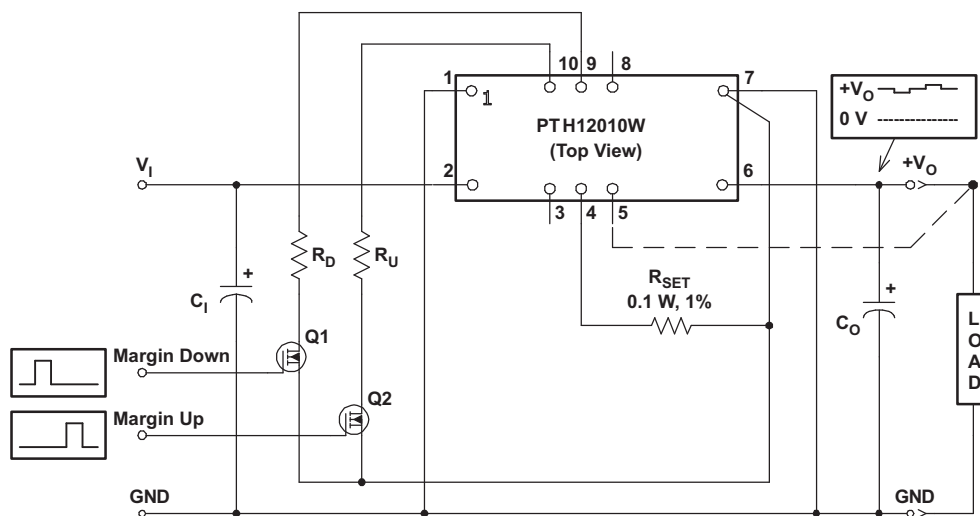 10 9 8
1 7
1
+VO
0 V
PTH12010W
(Top View)
VI
2 6
+VO
3 4 5
RD RU
RSET
0.1 W, 1%
+
CI
+
CO
L
O
A
D
Q1
Margin Down
Q2
Margin Up
GND GND